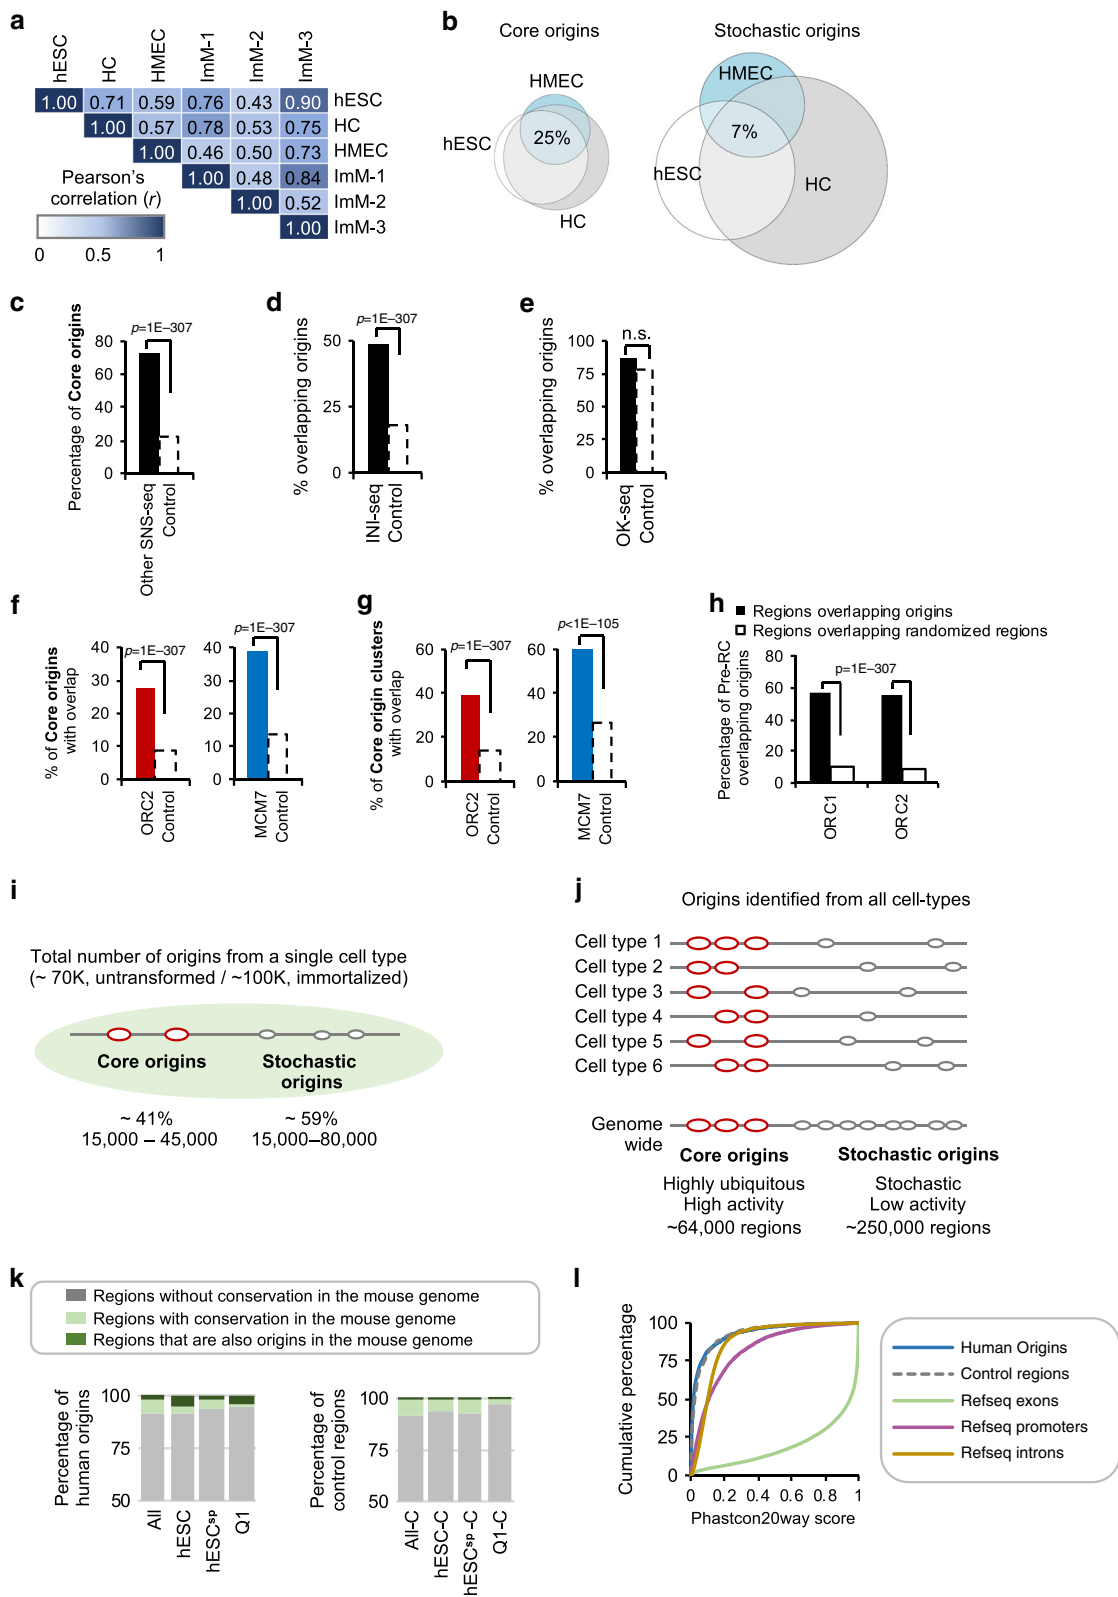 a
hESC
HC
HMEC
ImM-1
ImM-2
ImM-3
1.00 0.71 0.59 0.76 0.43 0.90 hESC
1.00 0.57 0.78 0.53 0.75 HC
1.00 0.46 0.50 0.73 HMEC
1.00 0.48 0.84 ImM-1
1.00 0.52 ImM-2
1.00 ImM-3
Pearson's
correlation (r)
0 0.5 1
b
Core origins
HMEC
hESC
25%
HC
Stochastic origins
HMEC
7%
hESC
HC
c
Percentage of Core origins
p=1E–307
80
60
40
20
0
Other SNS-seq
Control
d
% overlapping origins
p=1E–307
50
25
0
INI-seq
Control
e
% overlapping origins
n.s.
100
75
50
25
0
OK-seq
Control
f
% of Core origins
with overlap
40
30
20
10
0
p=1E–307
ORC2
Control
40
30
20
10
0
p=1E–307
MCM7
Control
g
% of Core origin clusters
with overlap
60
40
20
0
p=1E–307
ORC2
Control
60
40
20
0
p<1E–105
MCM7
Control
h
Regions overlapping origins
Regions overlapping randomized regions
Percentage of Pre-RC
overlapping origins
80
60
40
20
0
p=1E–307
ORC1
ORC2
i
Total number of origins from a single cell type
(~ 70K, untransformed / ~100K, immortalized)
Core origins
Stochastic
origins
~ 41%
15,000 – 45,000
~ 59%
15,000–80,000
j
Origins identified from all cell-types
Cell type 1
Cell type 2
Cell type 3
Cell type 4
Cell type 5
Cell type 6
Genome
wide
Core origins
Highly ubiquitous
High activity
~64,000 regions
Stochastic origins
Stochastic
Low activity
~250,000 regions
k
Regions without conservation in the mouse genome
Regions with conservation in the mouse genome
Regions that are also origins in the mouse genome
Percentage of
human origins
100
75
50
All
hESC
hESCsp
Q1
Percentage of
control regions
100
75
50
All-C
hESC-C
hESCsp-C
Q1-C
l
Cumulative percentage
100
75
50
25
0
0 0.2 0.4 0.6 0.8 1
Phastcon20way score
Human Origins
Control regions
Refseq exons
Refseq promoters
Refseq introns